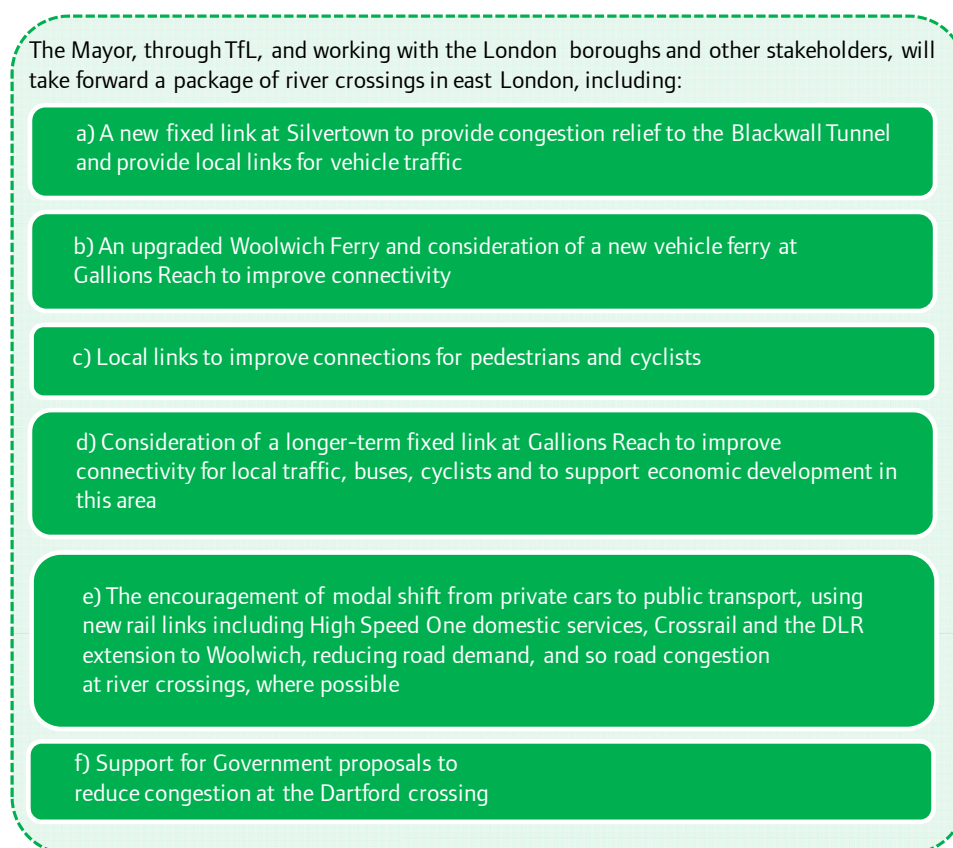 The Mayor, through TfL, and working with the London boroughs and other stakeholders, will
take forward a package of river crossings in east London, including:
a) A new fixed link at Silvertown to provide congestion relief to the Blackwall Tunnel
and provide local links for vehicle traffic
b) An upgraded Woolwich Ferry and consideration of a new vehicle ferry at
Gallions Reach to improve connectivity
c) Local links to improve connections for pedestrians and cyclists
d) Consideration of a longer-term fixed link at Gallions Reach to improve
connectivity for local traffic, buses, cyclists and to support economic development in
this area
e) The encouragement of modal shift from private cars to public transport, using
new rail links including High Speed One domestic services, Crossrail and the DLR
extension to Woolwich, reducing road demand, and so road congestion
at river crossings, where possible
f) Support for Government proposals to
reduce congestion at the Dartford crossing